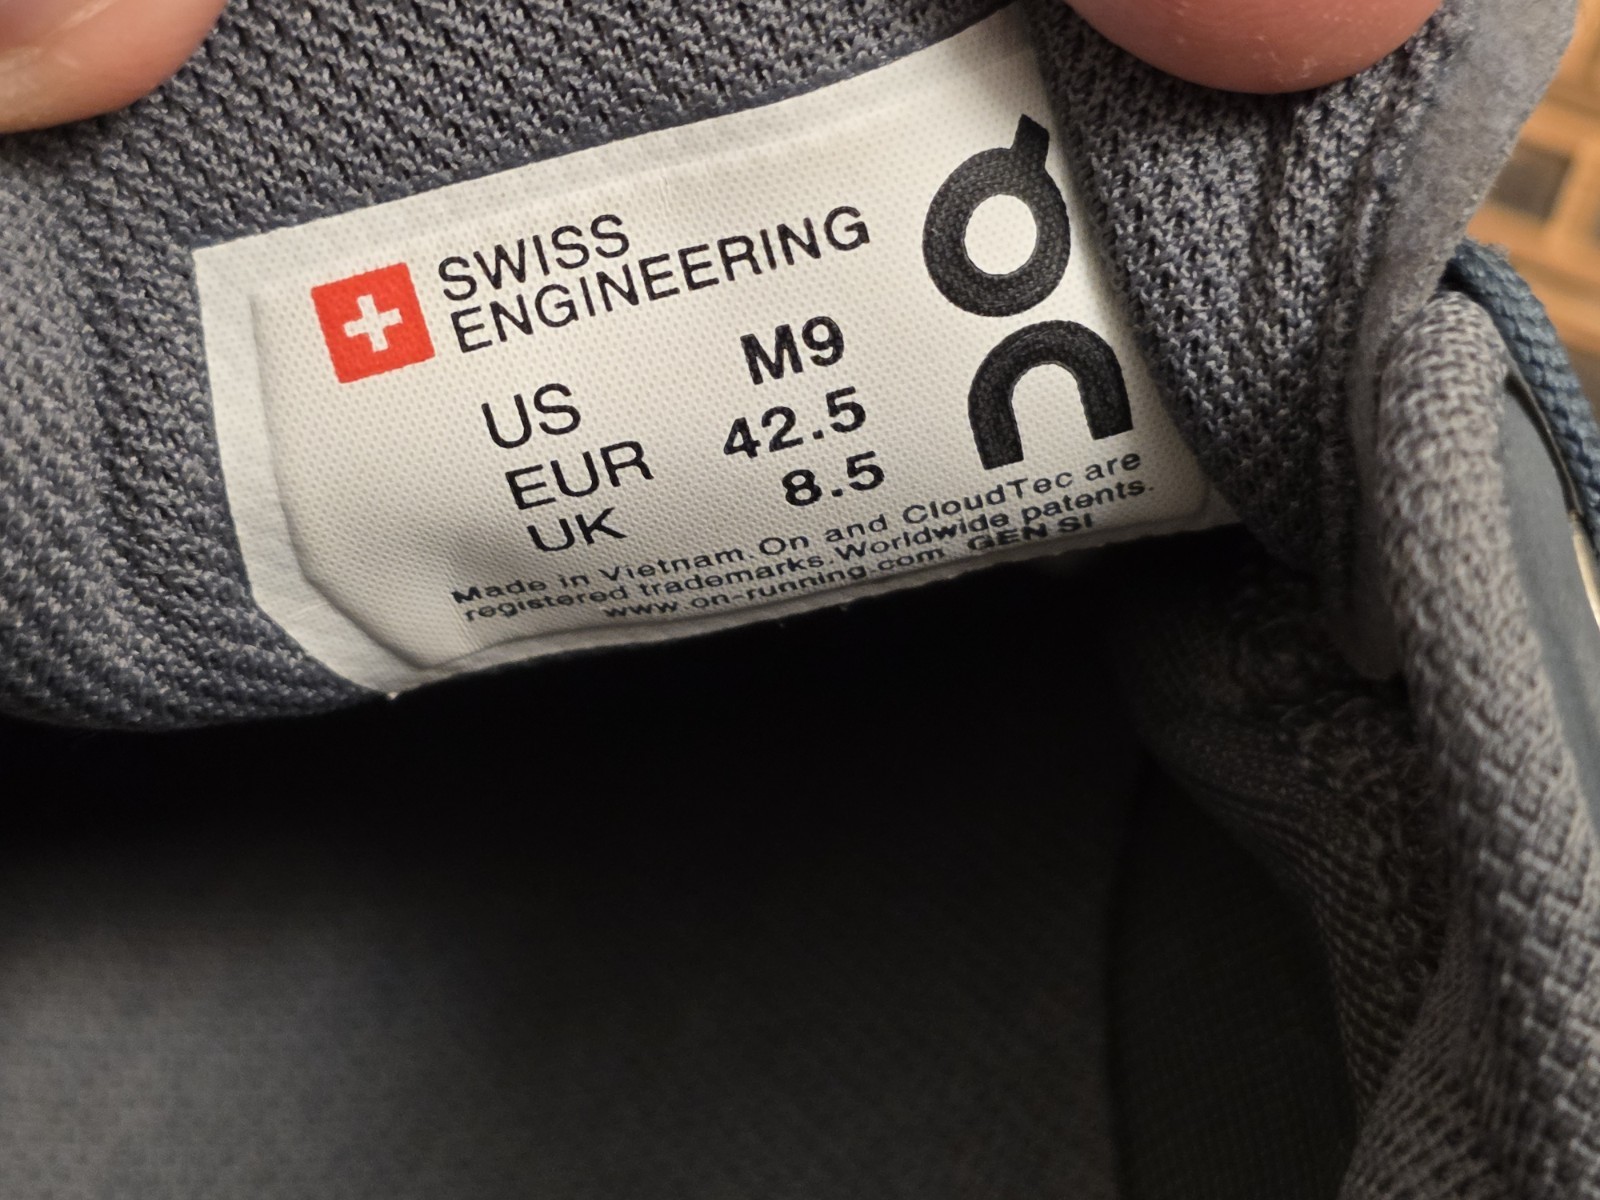 SWISS
ENGINEERING
On
US M9
EUR 42.5
UK 8.5
Made in Vietnam.On and CloudTec are
registered trademarks.Worldwide patents.
www.on-running.com GEN SI